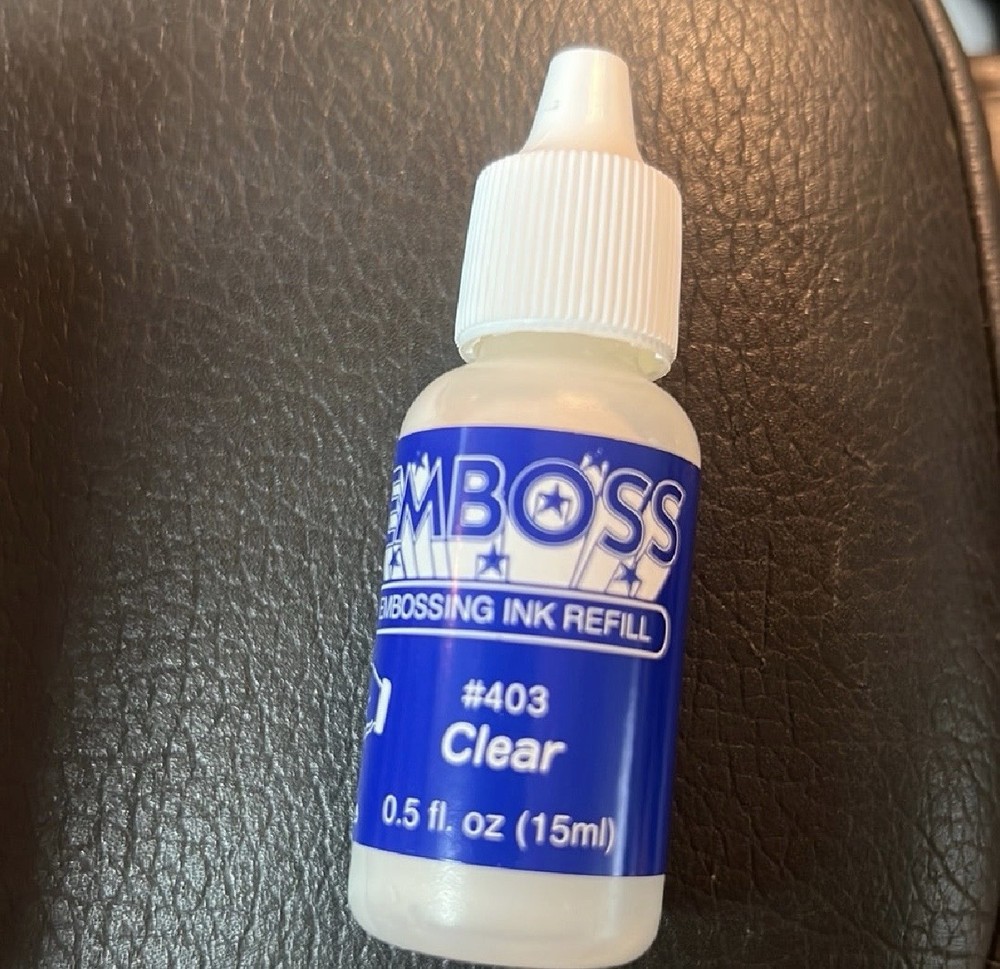 EMBOSS
EMBOSSING INK REFILL
#403
Clear
0.5 fl. oz (15ml)